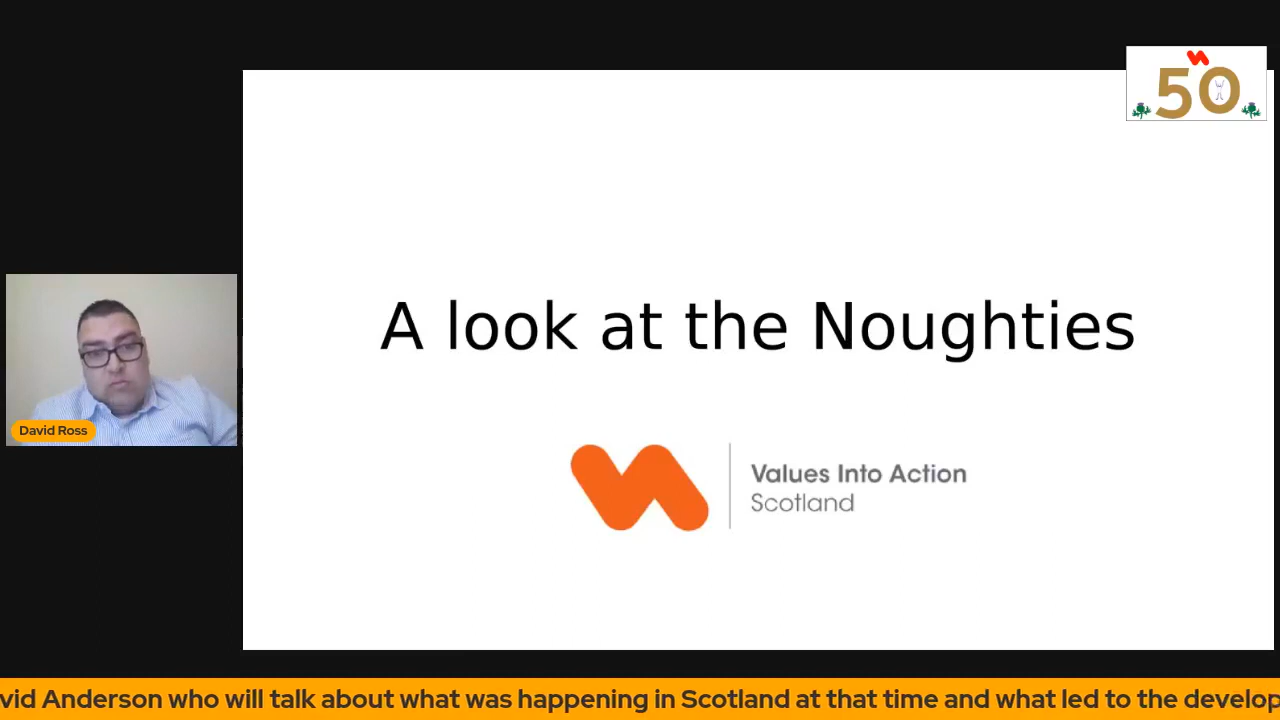 50
A look at the Noughties
Values Into Action
Scotland
David Ross
vid Anderson who will talk about what was happening in Scotland at that time and what led to the develop